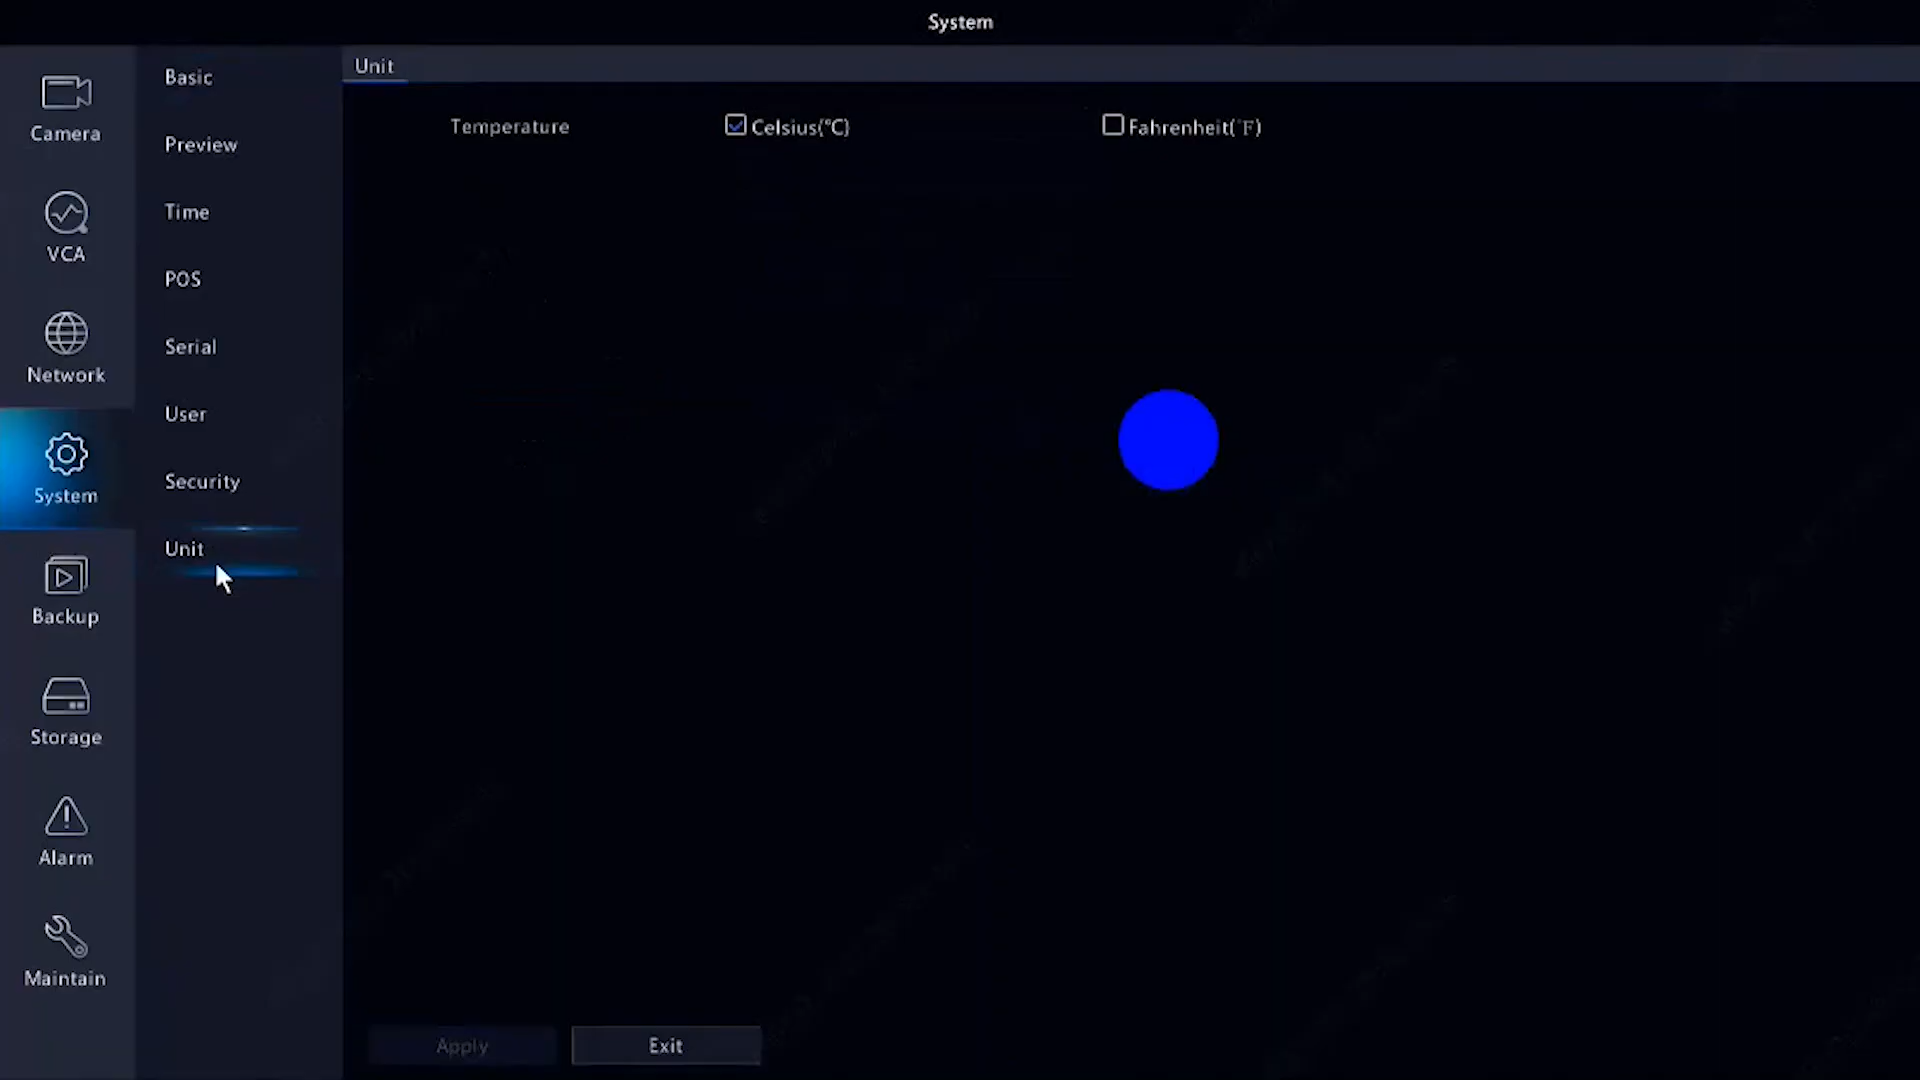 System
Camera
VCA
Network
System
Backup
Storage
Alarm
Maintain
Basic
Preview
Time
POS
Serial
User
Security
Unit
Unit
Temperature Celsius(℃) Fahrenheit(℉)
Apply Exit